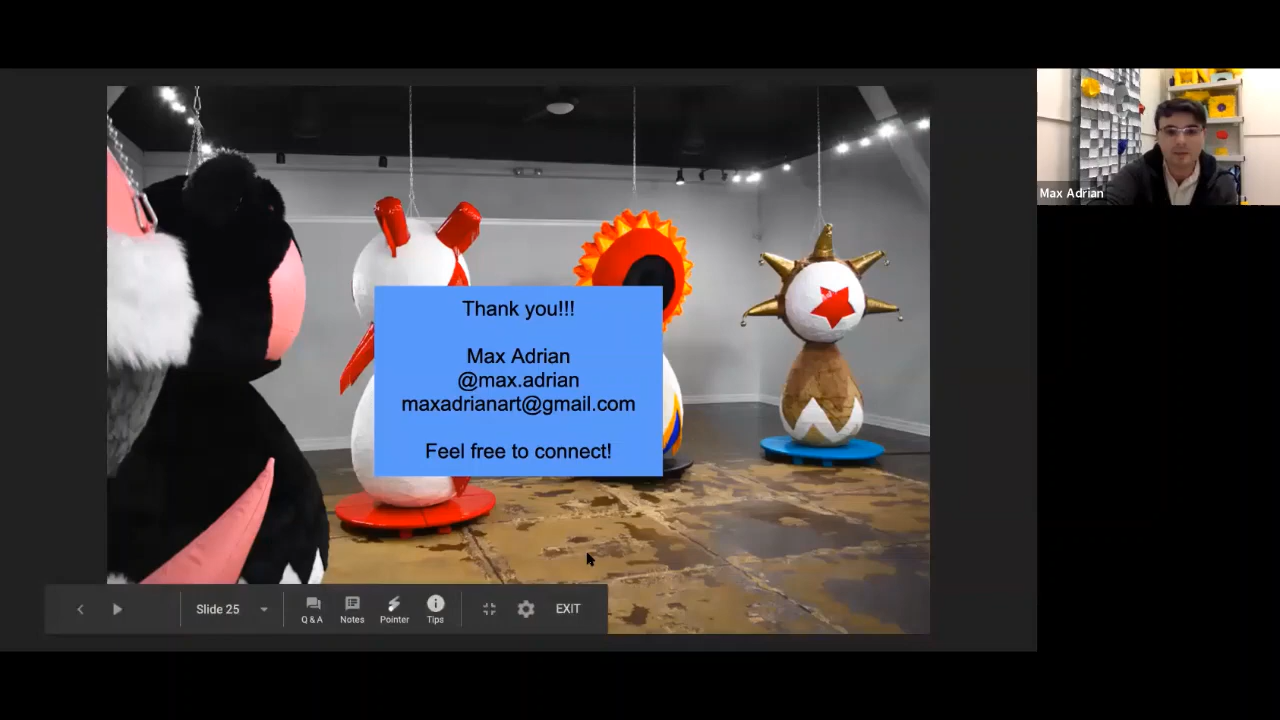 Thank you!!!
Max Adrian
@max.adrian
maxadrianart@gmail.com
Feel free to connect!
Max Adrian
Slide 25
Q & A
Notes
Pointer
Tips
EXIT